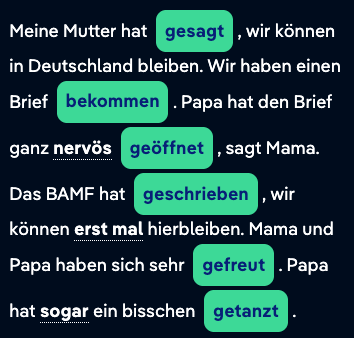 Meine Mutter hat gesagt , wir können
in Deutschland bleiben. Wir haben einen
Brief bekommen . Papa hat den Brief
ganz nervös geöffnet , sagt Mama.
Das BAMF hat geschrieben , wir
können erst mal hierbleiben. Mama und
Papa haben sich sehr gefreut . Papa
hat sogar ein bisschen getanzt .